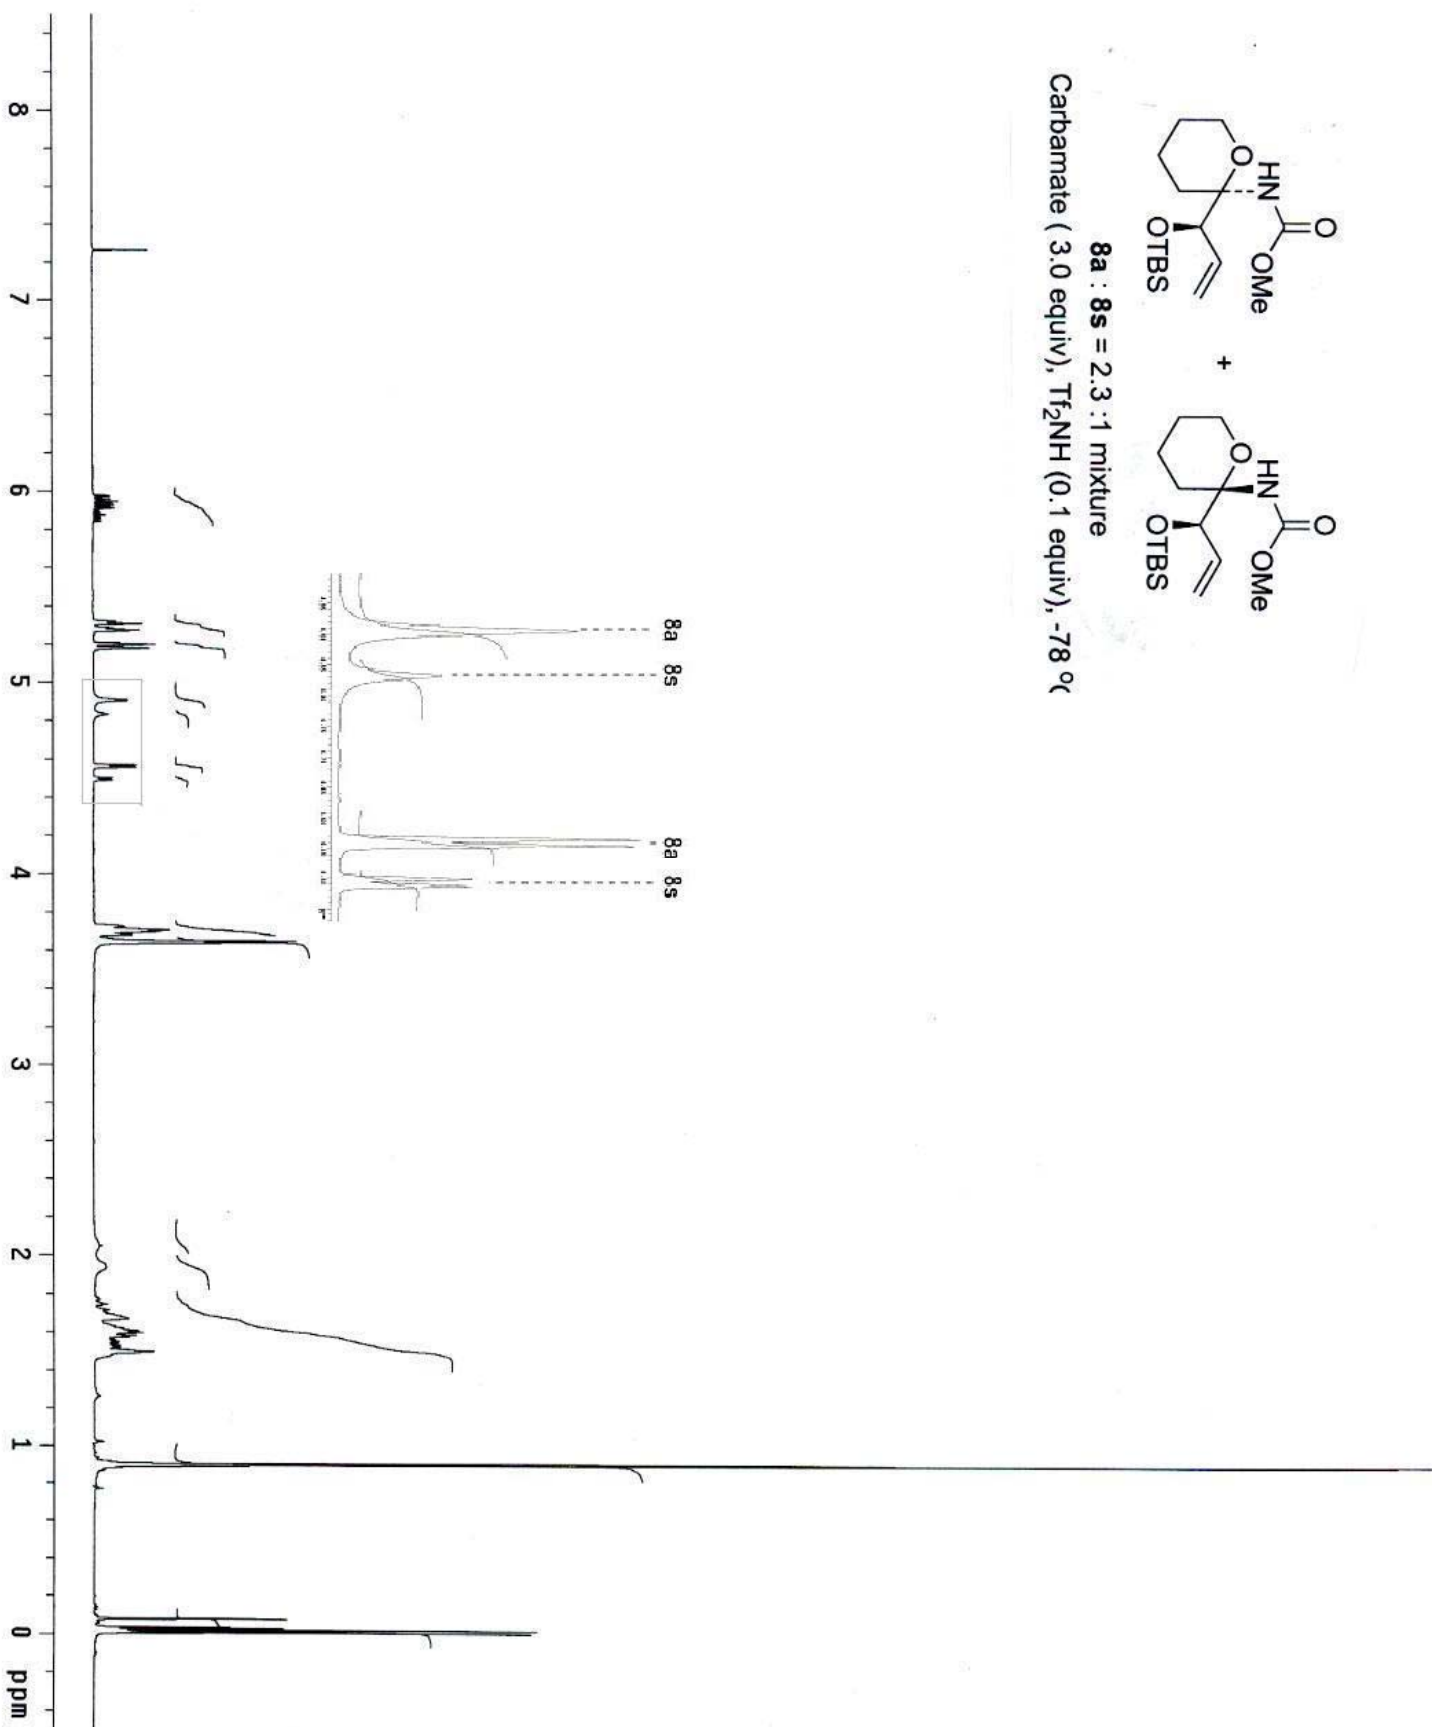 HN
O
O
OMe
OTBS
+
HN
O
O
OMe
OTBS
8a : 8s = 2.3 :1 mixture
Carbamate ( 3.0 equiv), Tf2NH (0.1 equiv), -78 º(
8a
8s
8a
8s
8
7
6
5
4
3
2
1
0
ppm